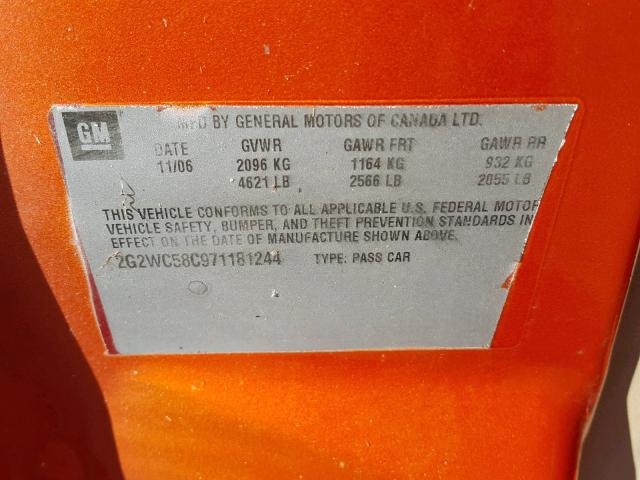 GM
MFD BY GENERAL MOTORS OF CANADA LTD.
DATE GVWR GAWR FRT GAWR RR
11/06 2096 KG 1164 KG 932 KG
4621 LB 2566 LB 2055 LB
THIS VEHICLE CONFORMS TO ALL APPLICABLE U.S. FEDERAL MOTOR
VEHICLE SAFETY, BUMPER, AND THEFT PREVENTION STANDARDS IN
EFFECT ON THE DATE OF MANUFACTURE SHOWN ABOVE.
2G2WC58C971181244 TYPE: PASS CAR